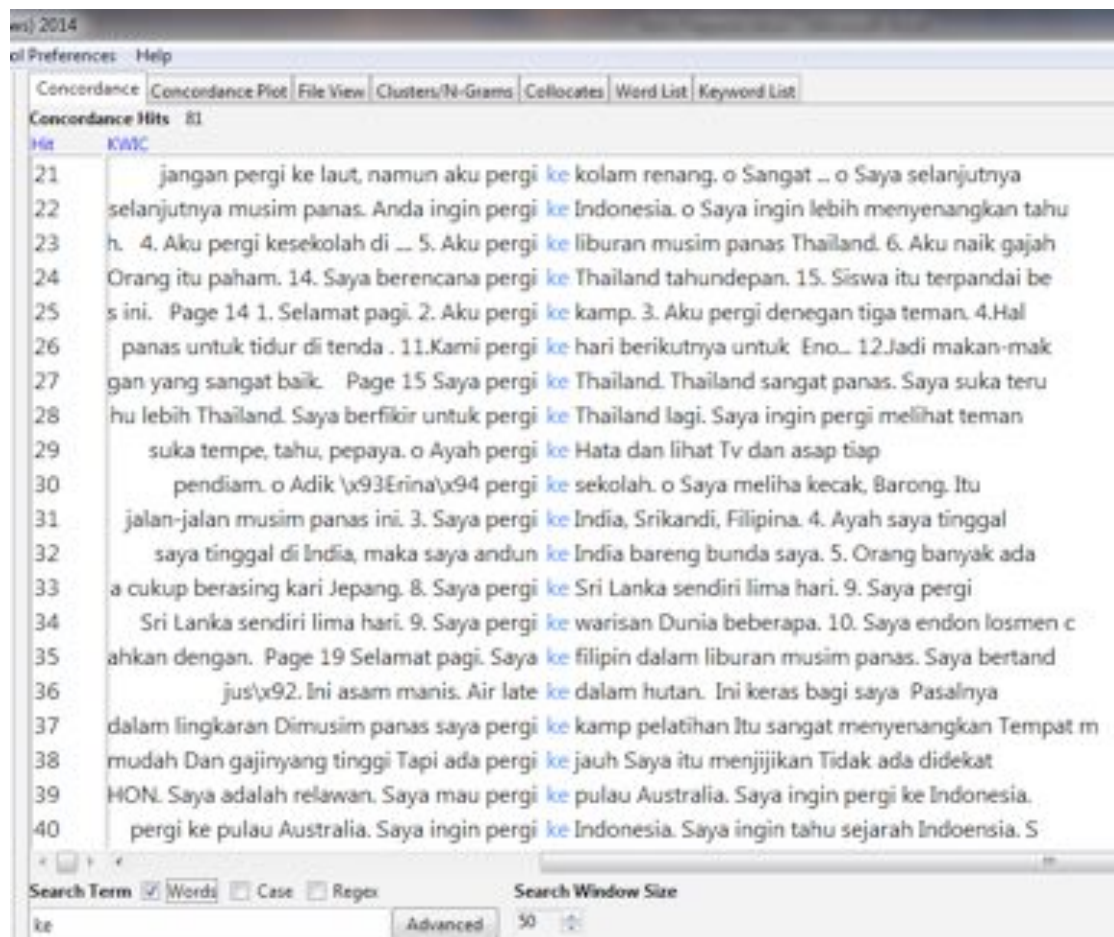 ws) 2014
ol Preferences Help
Concordance Concordance Plot File View Clusters/N-Grams Collocates Word List Keyword List
Concordance Hits 81
Hit KWIC
21 jangan pergi ke laut, namun aku pergi ke kolam renang. o Sangat ... o Saya selanjutnya
22 selanjutnya musim panas. Anda ingin pergi ke Indonesia. o Saya ingin lebih menyenangkan tahu
23 h. 4. Aku pergi kesekolah di .... 5. Aku pergi ke liburan musim panas Thailand. 6. Aku naik gajah
24 Orang itu paham. 14. Saya berencana pergi ke Thailand tahundepan. 15. Siswa itu terpandai be
25 s ini. Page 14 1. Selamat pagi. 2. Aku pergi ke kamp. 3. Aku pergi denegan tiga teman. 4.Hal
26 panas untuk tidur di tenda . 11.Kami pergi ke hari berikutnya untuk Eno... 12.Jadi makan-mak
27 gan yang sangat baik. Page 15 Saya pergi ke Thailand. Thailand sangat panas. Saya suka teru
28 hu lebih Thailand. Saya berfikir untuk pergi ke Thailand lagi. Saya ingin pergi melihat teman
29 suka tempe, tahu, pepaya. o Ayah pergi ke Hata dan lihat Tv dan asap tiap
30 pendiam. o Adik \x93Erina\x94 pergi ke sekolah. o Saya meliha kecak, Barong. Itu
31 jalan-jalan musim panas ini. 3. Saya pergi ke India, Srikandi, Filipina. 4. Ayah saya tinggal
32 saya tinggal di India, maka saya andun ke India bareng bunda saya. 5. Orang banyak ada
33 a cukup berasing kari Jepang. 8. Saya pergi ke Sri Lanka sendiri lima hari. 9. Saya pergi
34 Sri Lanka sendiri lima hari. 9. Saya pergi ke warisan Dunia beberapa. 10. Saya endon losmen c
35 ahkan dengan. Page 19 Selamat pagi. Saya ke filipin dalam liburan musim panas. Saya bertand
36 jus\x92. Ini asam manis. Air late ke dalam hutan. Ini keras bagi saya Pasalnya
37 dalam lingkaran Dimusim panas saya pergi ke kamp pelatihan Itu sangat menyenangkan Tempat m
38 mudah Dan gajinyang tinggi Tapi ada pergi ke jauh Saya itu menjijikan Tidak ada didekat
39 HON. Saya adalah relawan. Saya mau pergi ke pulau Australia. Saya ingin pergi ke Indonesia.
40 pergi ke pulau Australia. Saya ingin pergi ke Indonesia. Saya ingin tahu sejarah Indoensia. S
Search Term Words Case Regex Search Window Size
ke Advanced 50